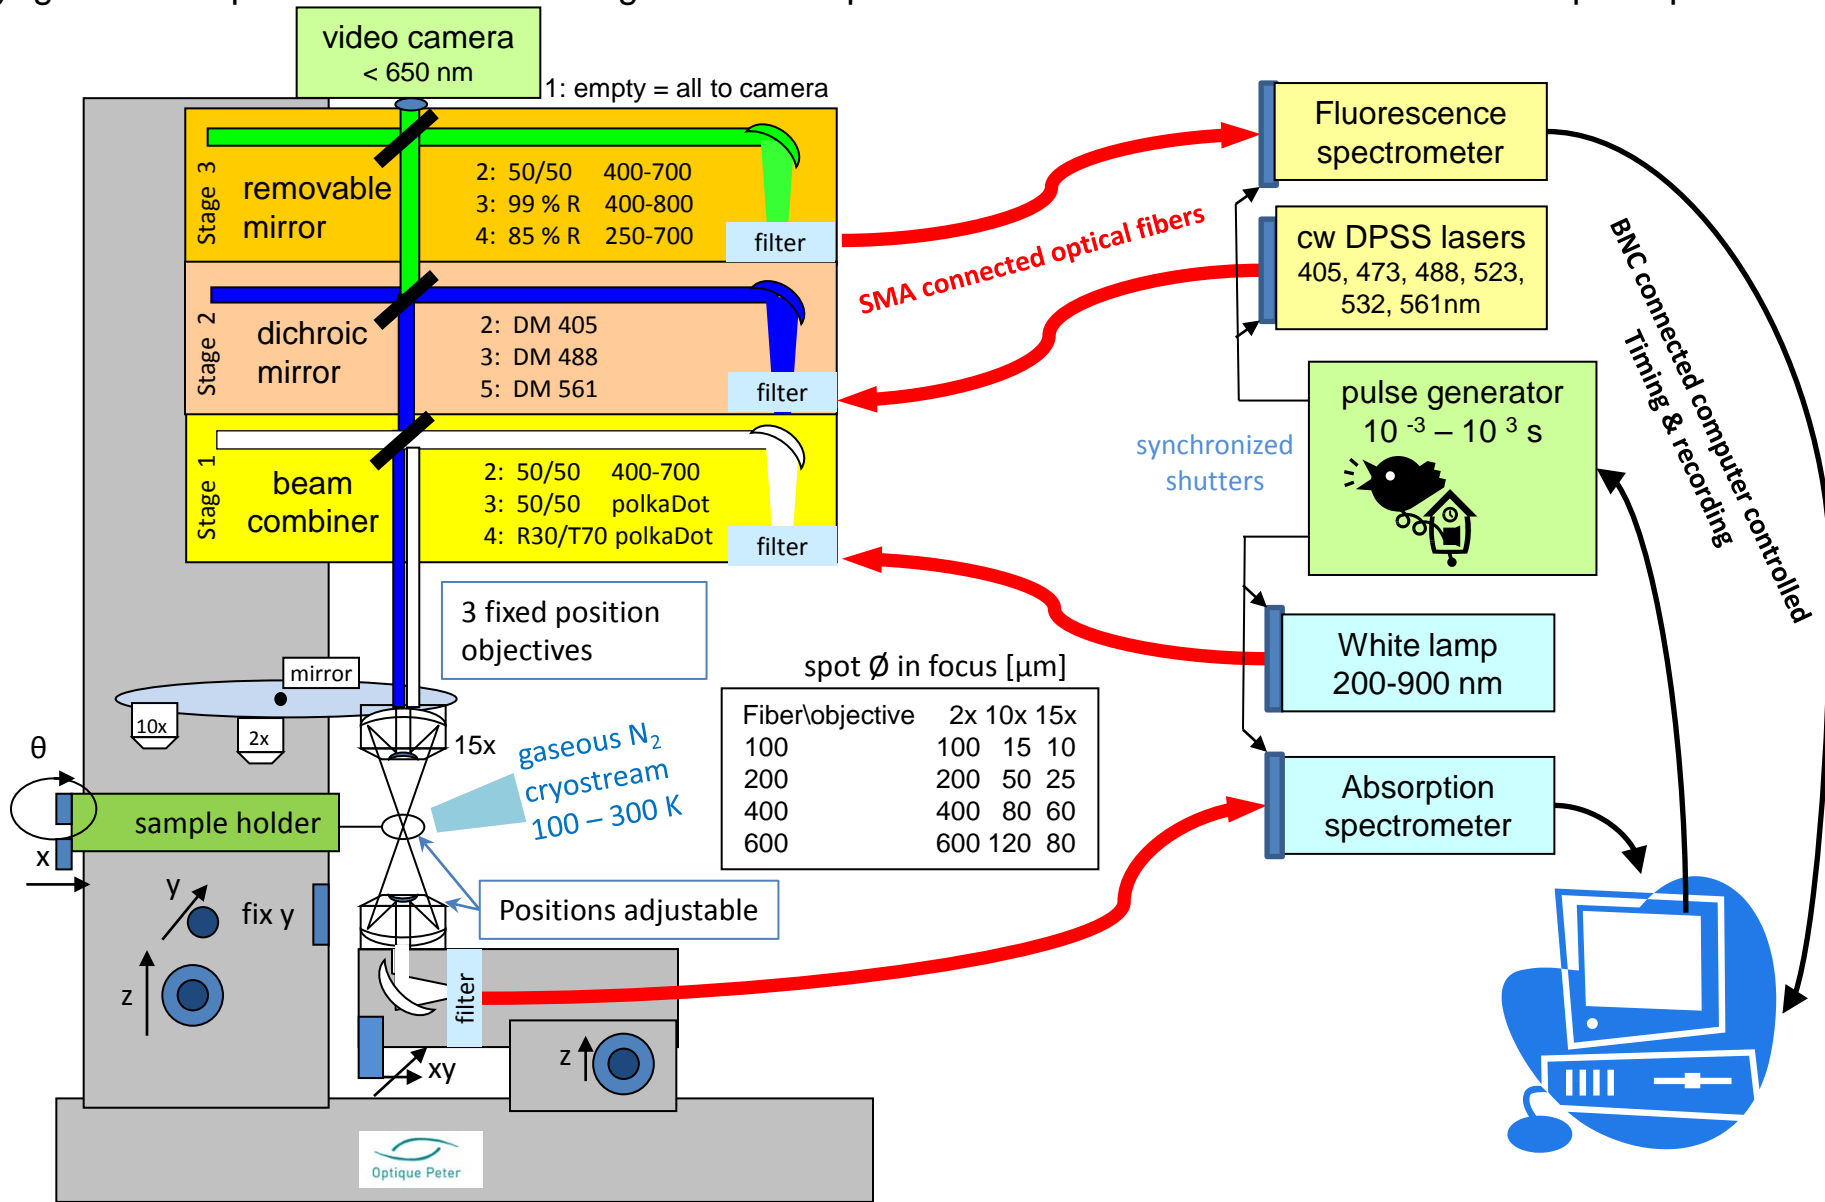 video camera
< 650 nm
1: empty = all to camera
Stage 3
removable
mirror
2: 50/50 400-700
3: 99 % R 400-800
4: 85 % R 250-700
filter
Stage 2
dichroic
mirror
2: DM 405
3: DM 488
5: DM 561
filter
Stage 1
beam
combiner
2: 50/50 400-700
3: 50/50 polkaDot
4: R30/T70 polkaDot
filter
SMA connected optical fibers
Fluorescence
spectrometer
cw DPSS lasers
405, 473, 488, 523,
532, 561nm
pulse generator
10 -3 – 10 3 s
synchronized
shutters
BNC connected computer controlled
Timing & recording
White lamp
200-900 nm
Absorption
spectrometer
3 fixed position
objectives
mirror
10x
2x
15x
gaseous N2
cryostream
100 – 300 K
spot Ø in focus [µm]
Fiber\objective 2x 10x 15x
100 100 15 10
200 200 50 25
400 400 80 60
600 600 120 80
θ
sample holder
x
y
fix y
z
Positions adjustable
filter
xy
z
Optique Peter